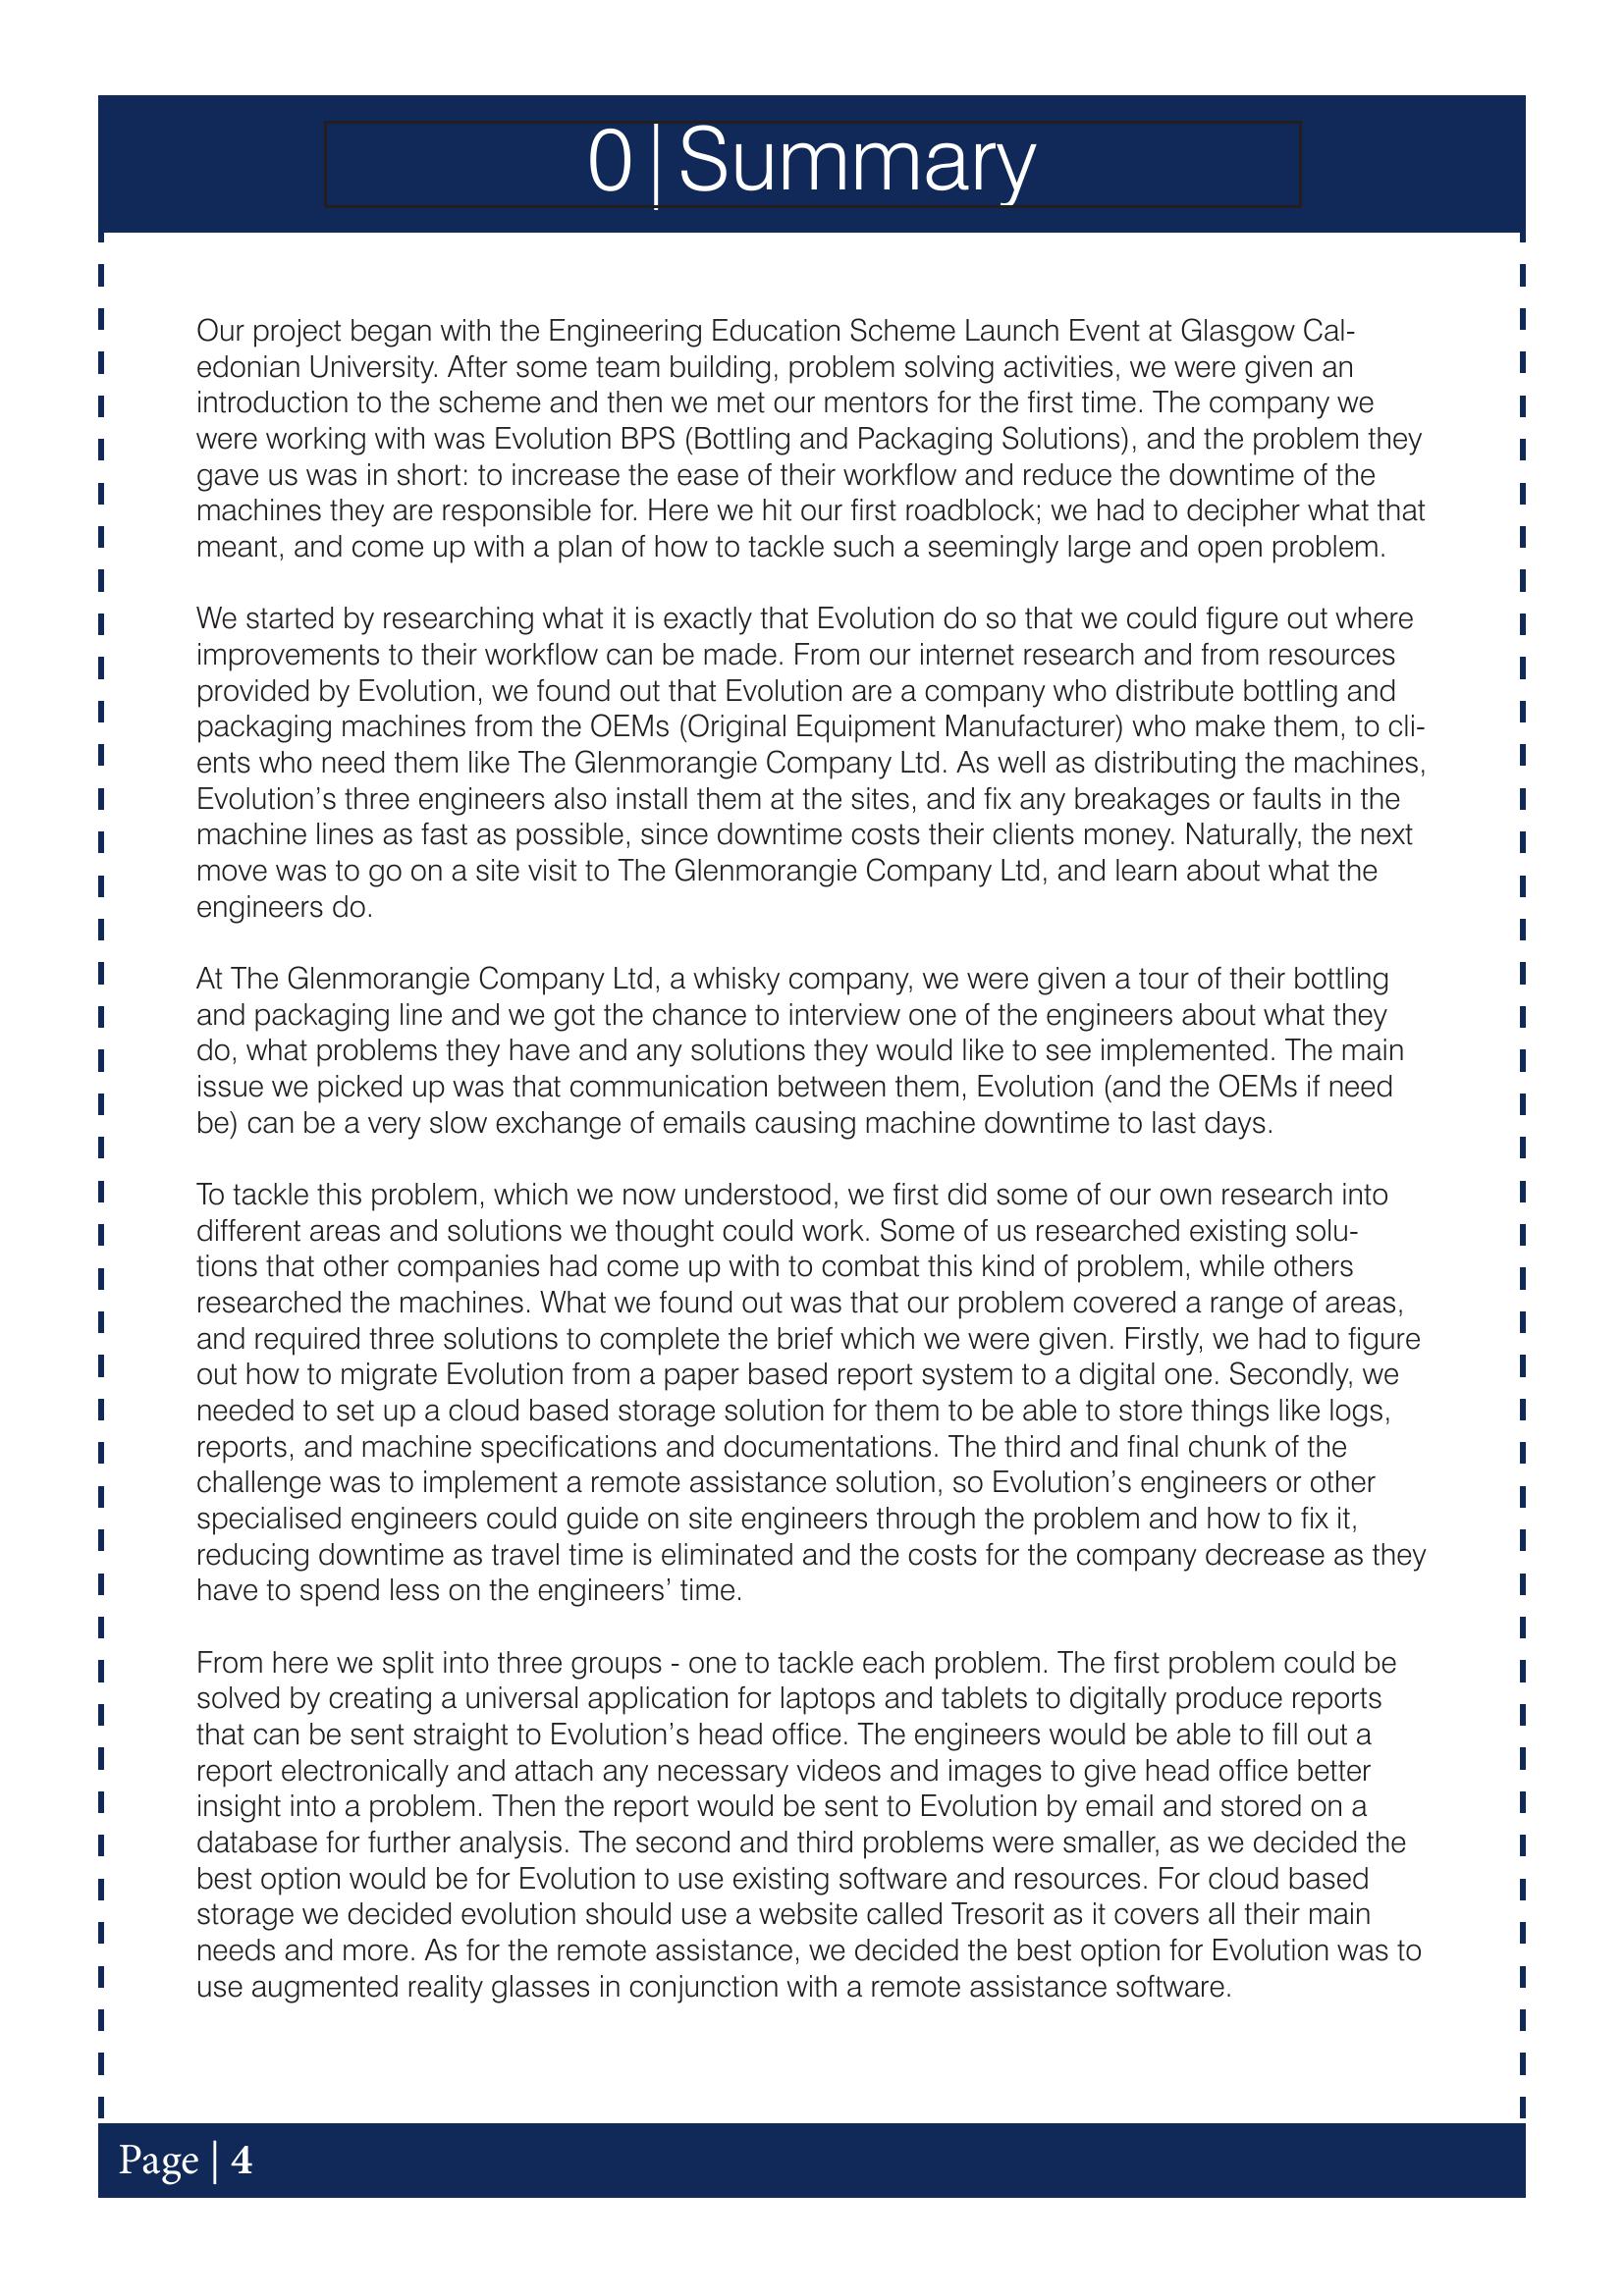 0|Summary
Our project began with the Engineering Education Scheme Launch Event at Glasgow Cal-
edonian University. After some team building, problem solving activities, we were given an
introduction to the scheme and then we met our mentors for the first time. The company we
were working with was Evolution BPS (Bottling and Packaging Solutions), and the problem they
gave us was in short: to increase the ease of their workflow and reduce the downtime of the
machines they are responsible for. Here we hit our first roadblock; we had to decipher what that
meant, and come up with a plan of how to tackle such a seemingly large and open problem.
We started by researching what it is exactly that Evolution do so that we could figure out where
improvements to their workflow can be made. From our internet research and from resources
provided by Evolution, we found out that Evolution are a company who distribute bottling and
packaging machines from the OEMs (Original Equipment Manufacturer) who make them, to cli-
ents who need them like The Glenmorangie Company Ltd. As well as distributing the machines,
Evolution’s three engineers also install them at the sites, and fix any breakages or faults in the
machine lines as fast as possible, since downtime costs their clients money. Naturally, the next
move was to go on a site visit to The Glenmorangie Company Ltd, and learn about what the
engineers do.
At The Glenmorangie Company Ltd, a whisky company, we were given a tour of their bottling
and packaging line and we got the chance to interview one of the engineers about what they
do, what problems they have and any solutions they would like to see implemented. The main
issue we picked up was that communication between them, Evolution (and the OEMs if need
be) can be a very slow exchange of emails causing machine downtime to last days.
To tackle this problem, which we now understood, we first did some of our own research into
different areas and solutions we thought could work. Some of us researched existing solu-
tions that other companies had come up with to combat this kind of problem, while others
researched the machines. What we found out was that our problem covered a range of areas,
and required three solutions to complete the brief which we were given. Firstly, we had to figure
out how to migrate Evolution from a paper based report system to a digital one. Secondly, we
needed to set up a cloud based storage solution for them to be able to store things like logs,
reports, and machine specifications and documentations. The third and final chunk of the
challenge was to implement a remote assistance solution, so Evolution’s engineers or other
specialised engineers could guide on site engineers through the problem and how to fix it,
reducing downtime as travel time is eliminated and the costs for the company decrease as they
have to spend less on the engineers’ time.
From here we split into three groups - one to tackle each problem. The first problem could be
solved by creating a universal application for laptops and tablets to digitally produce reports
that can be sent straight to Evolution’s head office. The engineers would be able to fill out a
report electronically and attach any necessary videos and images to give head office better
insight into a problem. Then the report would be sent to Evolution by email and stored on a
database for further analysis. The second and third problems were smaller, as we decided the
best option would be for Evolution to use existing software and resources. For cloud based
storage we decided evolution should use a website called Tresorit as it covers all their main
needs and more. As for the remote assistance, we decided the best option for Evolution was to
use augmented reality glasses in conjunction with a remote assistance software.
Page | 4